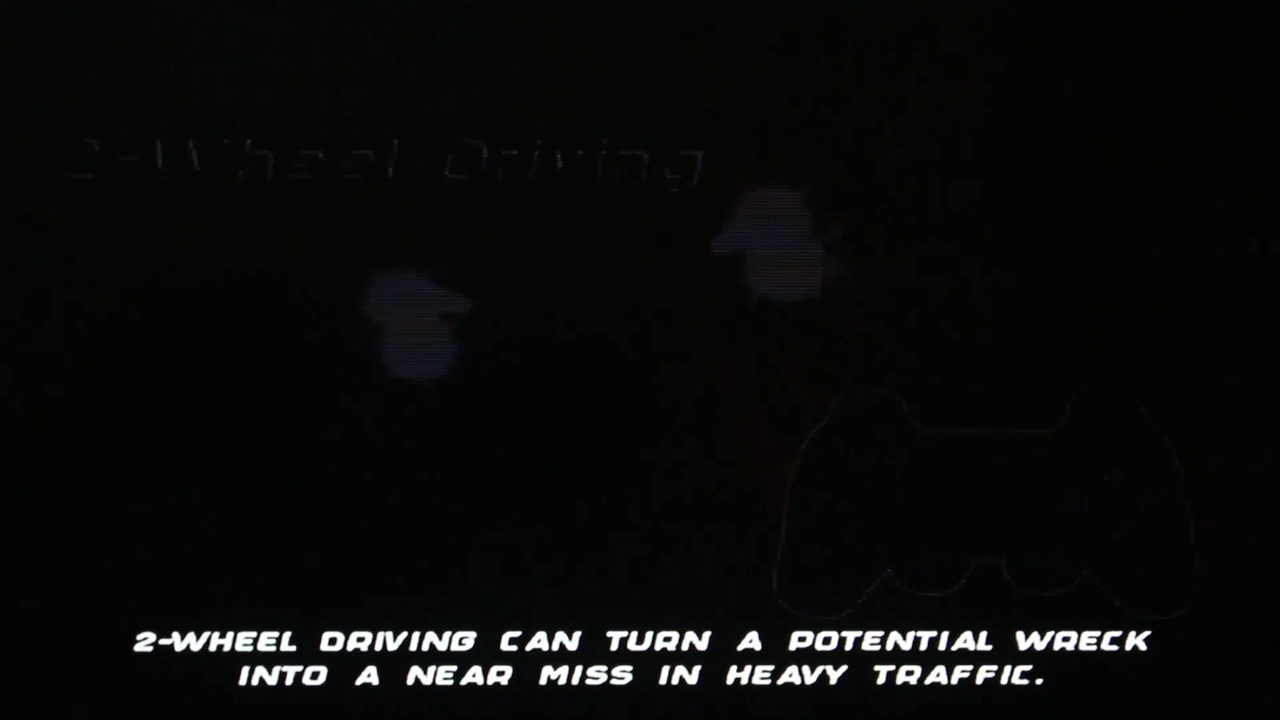 2-Wheel Driving
2-WHEEL DRIVING CAN TURN A POTENTIAL WRECK
INTO A NEAR MISS IN HEAVY TRAFFIC.